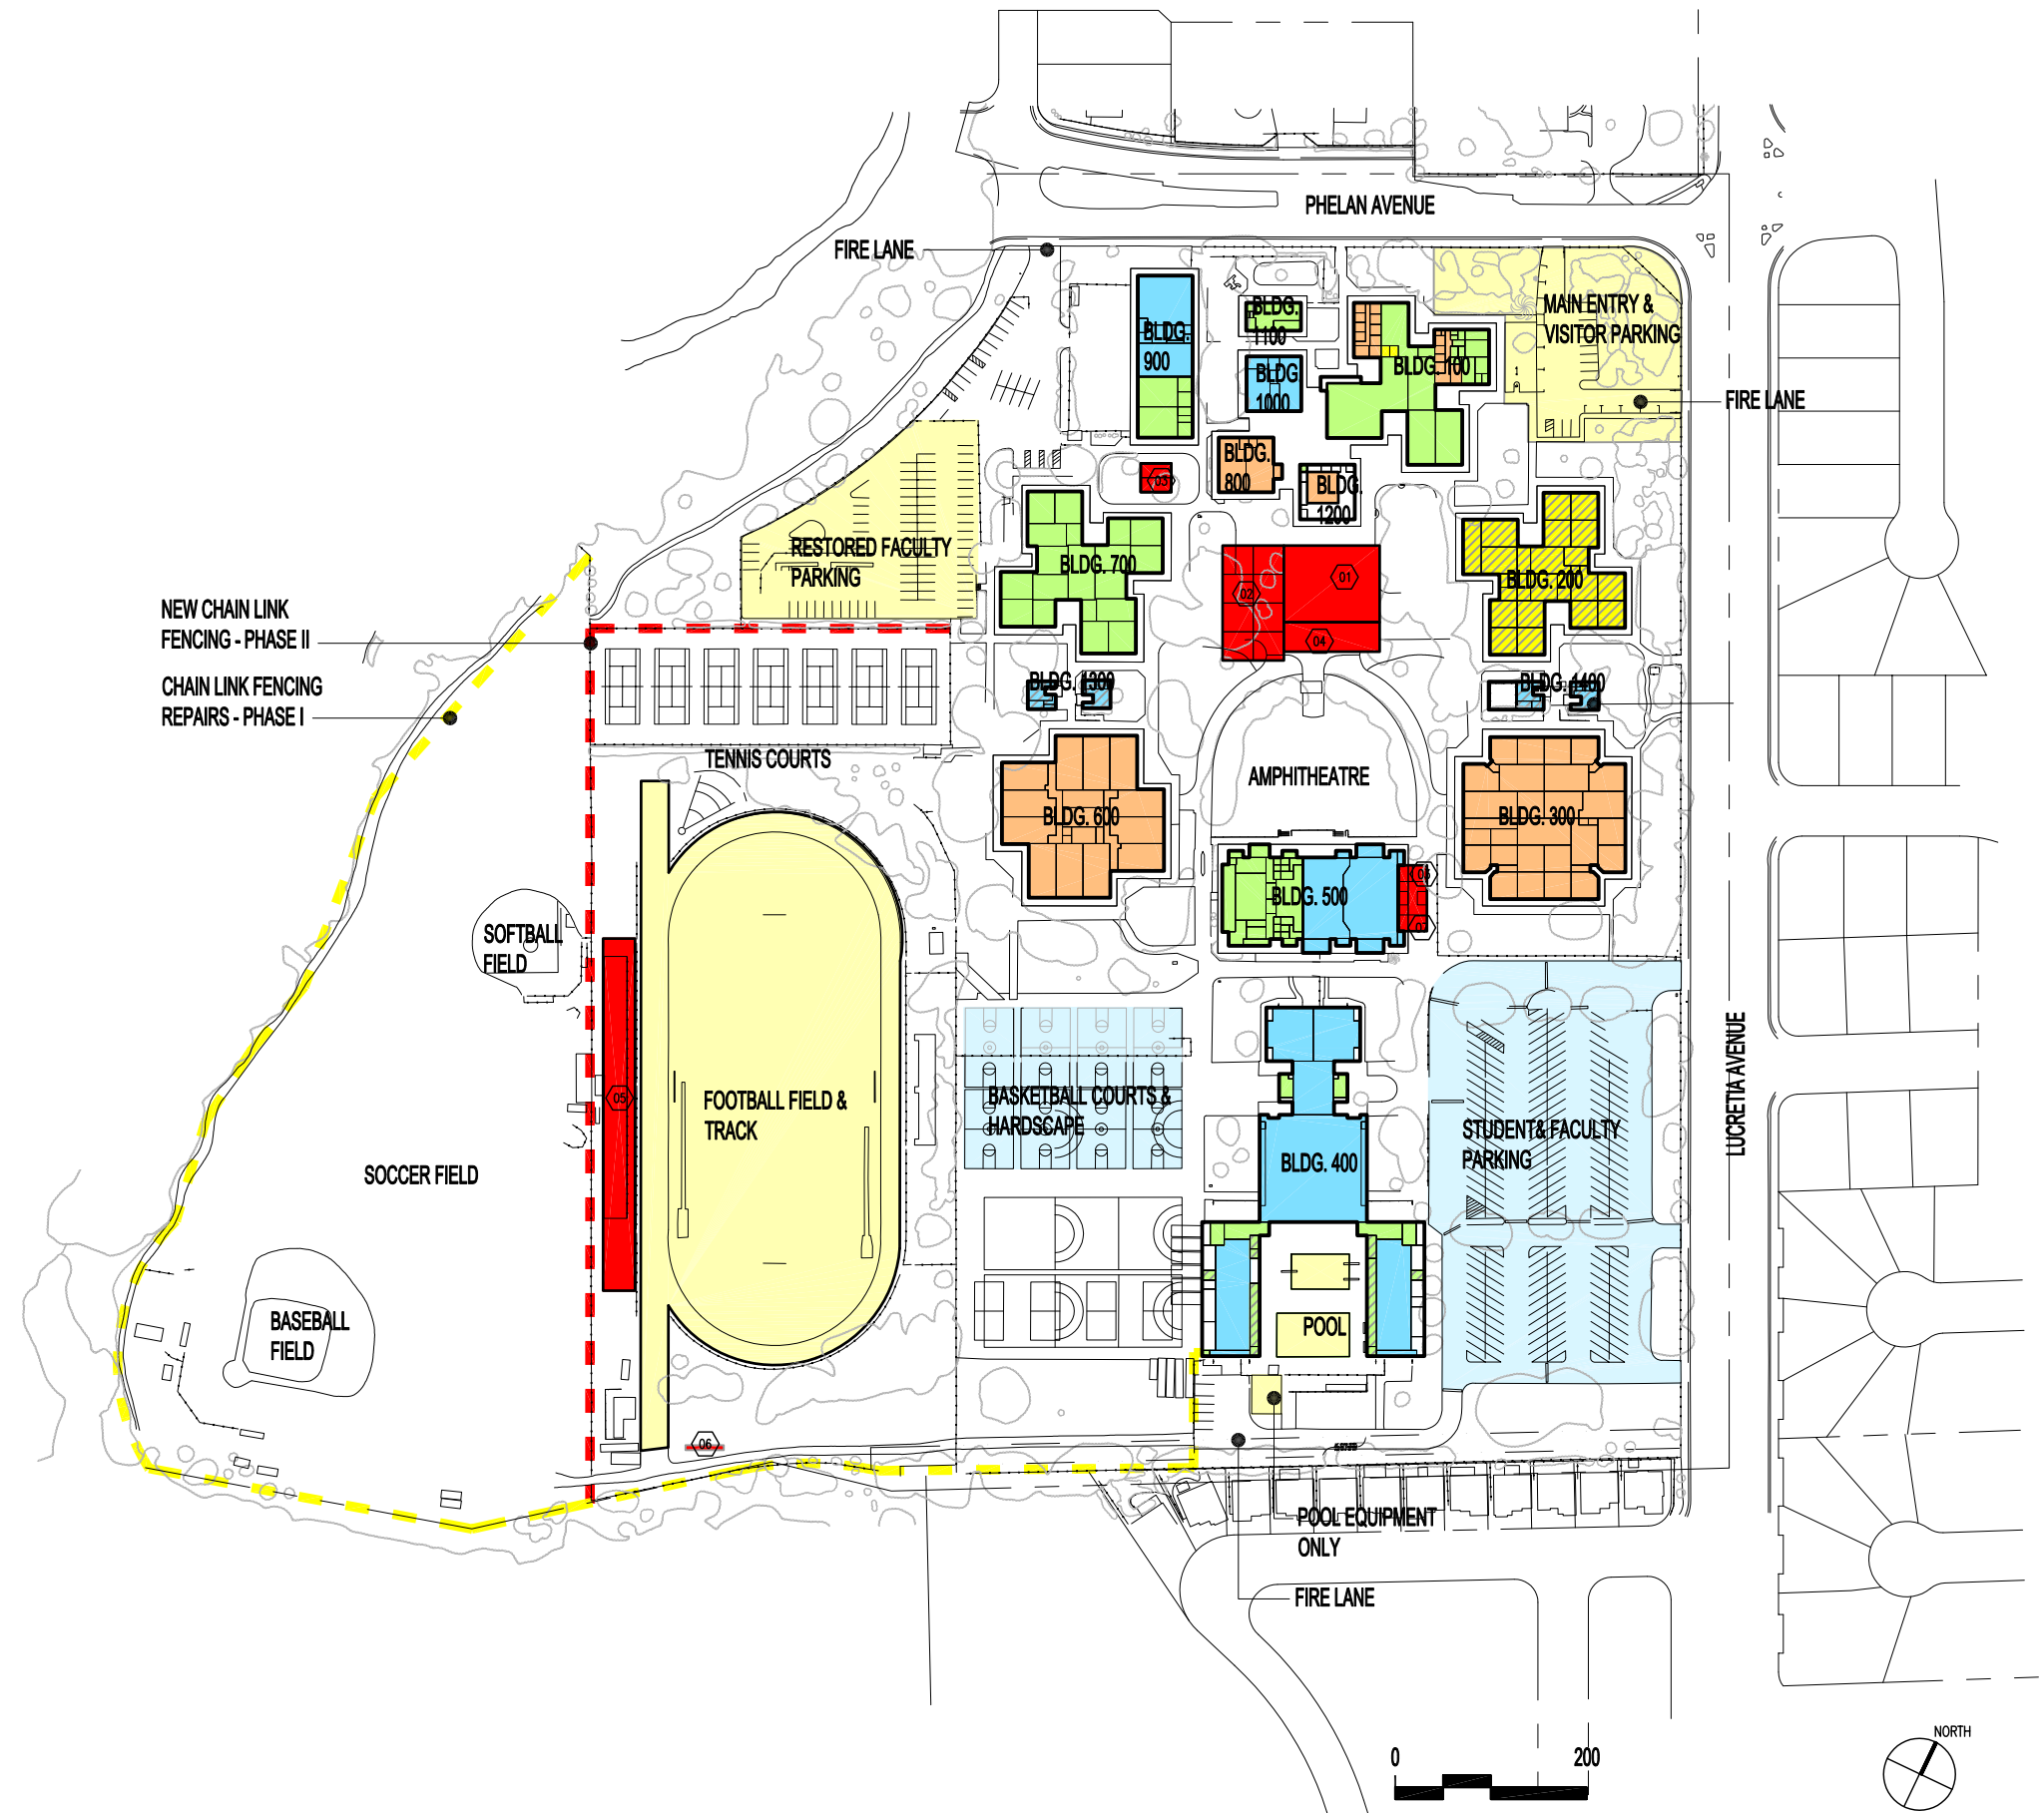 PHELAN AVENUE
FIRE LANE
MAIN ENTRY &
VISITOR PARKING
BLDG.
1100
BLDG.
900
BLDG. 100
BLDG.
1000
FIRE LANE
BLDG.
800
BLDG.
1200
03
RESTORED FACULTY
PARKING
BLDG. 700
01
02
BLDG. 200
04
NEW CHAIN LINK
FENCING - PHASE II
CHAIN LINK FENCING
REPAIRS - PHASE I
BLDG. 1300
BLDG. 1400
TENNIS COURTS
AMPHITHEATRE
BLDG. 600
BLDG. 300
BLDG. 500
SOFTBALL
FIELD
LUCRETIA AVENUE
FOOTBALL FIELD &
TRACK
05
BASKETBALL COURTS &
HARDSCAPE
STUDENT& FACULTY
PARKING
BLDG. 400
SOCCER FIELD
BASEBALL
FIELD
POOL
06
POOL EQUIPMENT
ONLY
FIRE LANE
NORTH
0
200